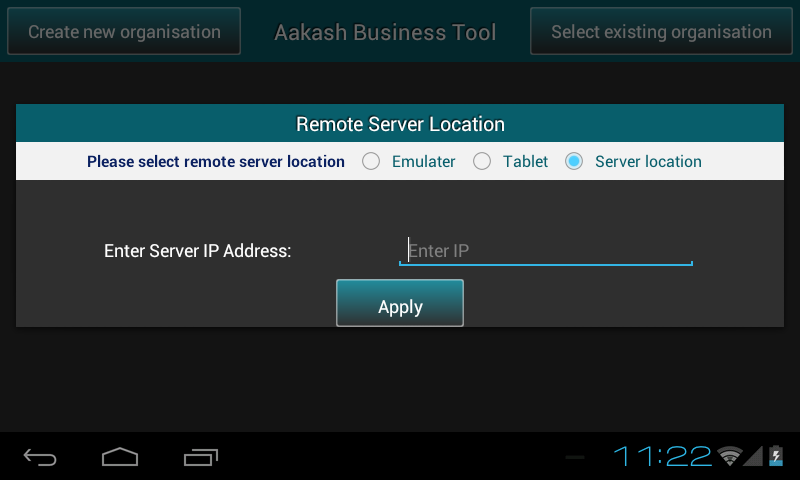 Create new organisation Aakash Business Tool Select existing organisation
Remote Server Location
Please select remote server location Emulater Tablet Server location
Enter Server IP Address: Enter IP
Apply
11:22